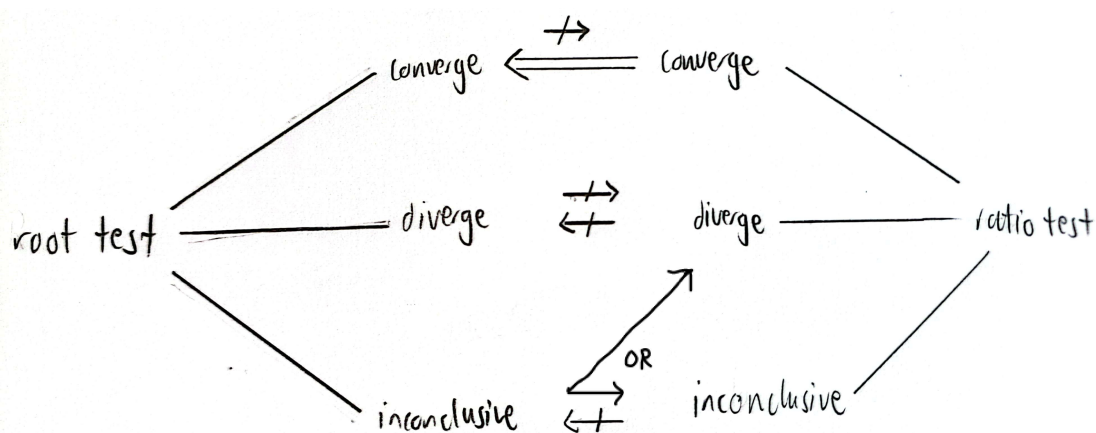 converge converge
root test diverge diverge ratio test
OR
inconclusive inconclusive